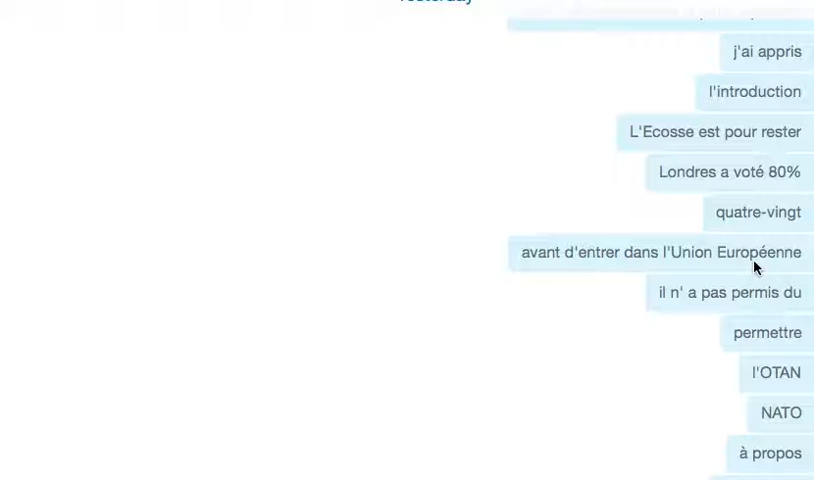 Yesterday
j'ai appris
l'introduction
L'Ecosse est pour rester
Londres a voté 80%
quatre-vingt
avant d'entrer dans l'Union Européenne
il n' a pas permis du
permettre
l'OTAN
NATO
à propos